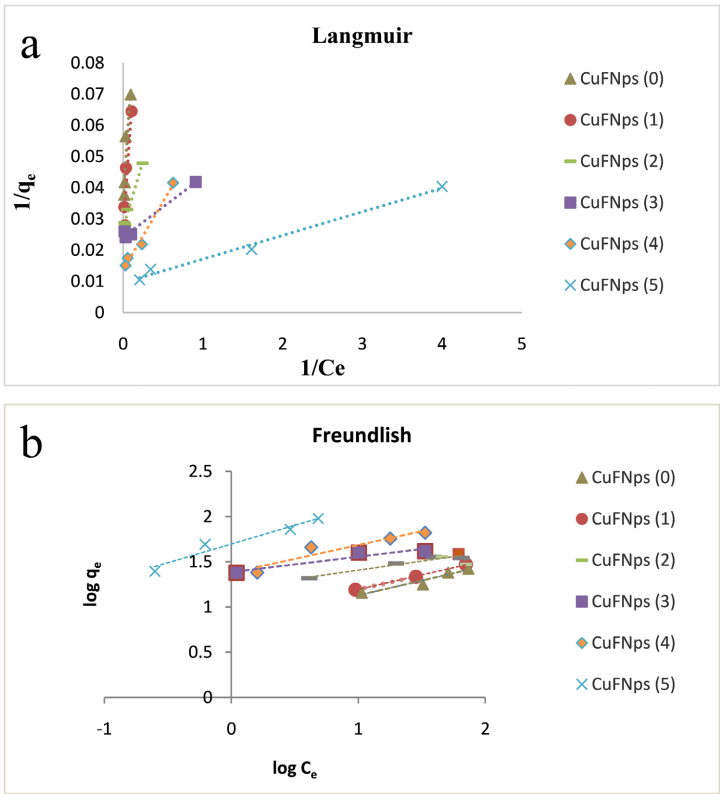 a
Langmuir
0.08
0.07
0.06
0.05
0.04
0.03
0.02
0.01
0
1/qe
0 1 2 3 4 5
1/Ce
CuFNps (0)
CuFNps (1)
CuFNps (2)
CuFNps (3)
CuFNps (4)
CuFNps (5)
b
Freundlish
2.5
2
1.5
1
0.5
0
log qe
-1 0 1 2
log Ce
CuFNps (0)
CuFNps (1)
CuFNps (2)
CuFNps (3)
CuFNps (4)
CuFNps (5)